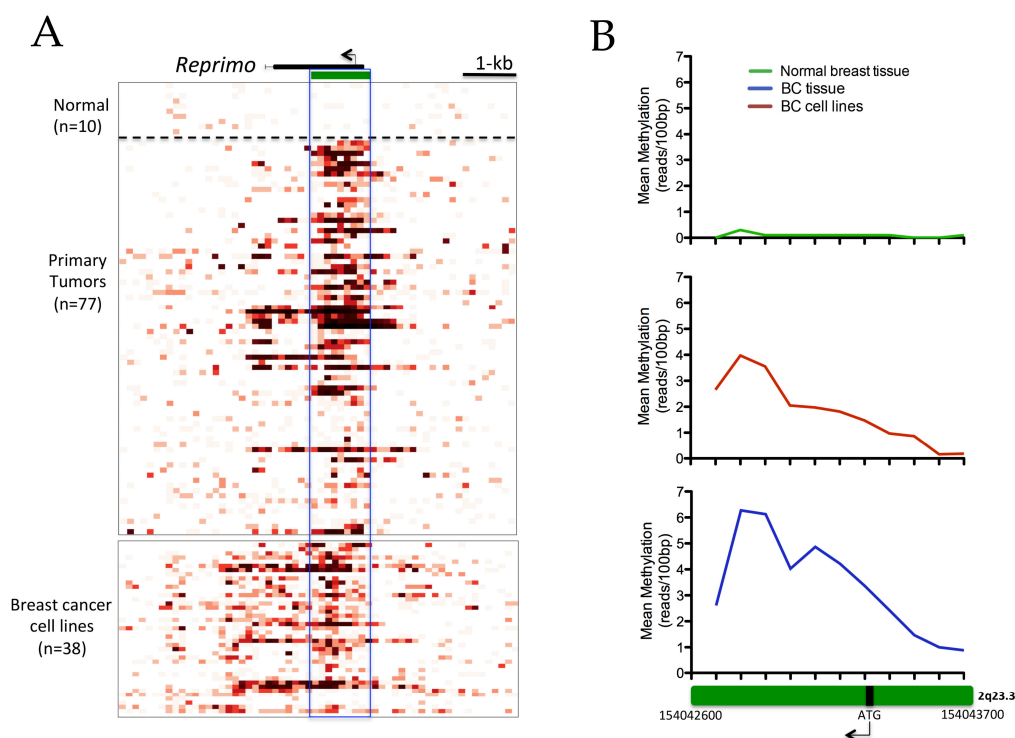 A
Reprimo
1-kb
Normal
(n=10)
Primary
Tumors
(n=77)
Breast cancer
cell lines
(n=38)
B
Normal breast tissue
BC tissue
BC cell lines
Mean Methylation
(reads/100bp)
7
6
5
4
3
2
1
0
Mean Methylation
(reads/100bp)
7
6
5
4
3
2
1
0
Mean Methylation
(reads/100bp)
7
6
5
4
3
2
1
0
2q23.3
154042600
ATG
154043700